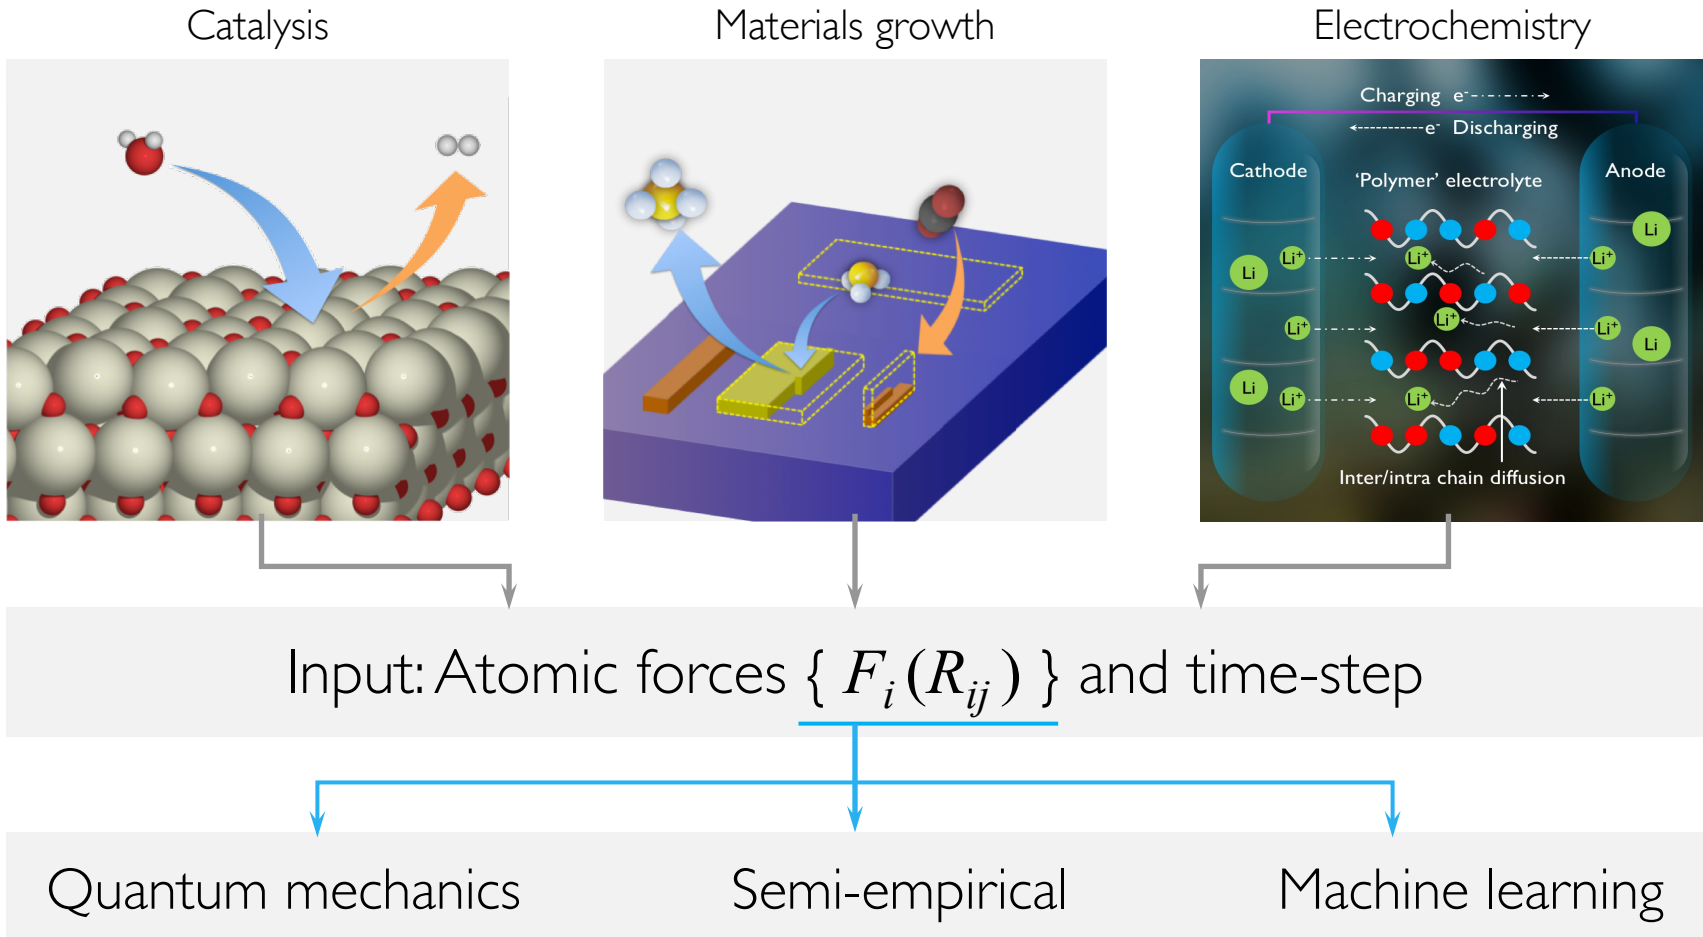 Catalysis
Materials growth
Electrochemistry
Charging e⁻
e⁻ Discharging
Cathode
Anode
'Polymer' electrolyte
Li
Li⁺
Li⁺
Li⁺
Li
Li⁺
Li⁺
Li⁺
Li
Li
Li⁺
Li⁺
Li⁺
Inter/intra chain diffusion
Input: Atomic forces { Fᵢ(Rᵢⱼ) } and time-step
Quantum mechanics
Semi-empirical
Machine learning